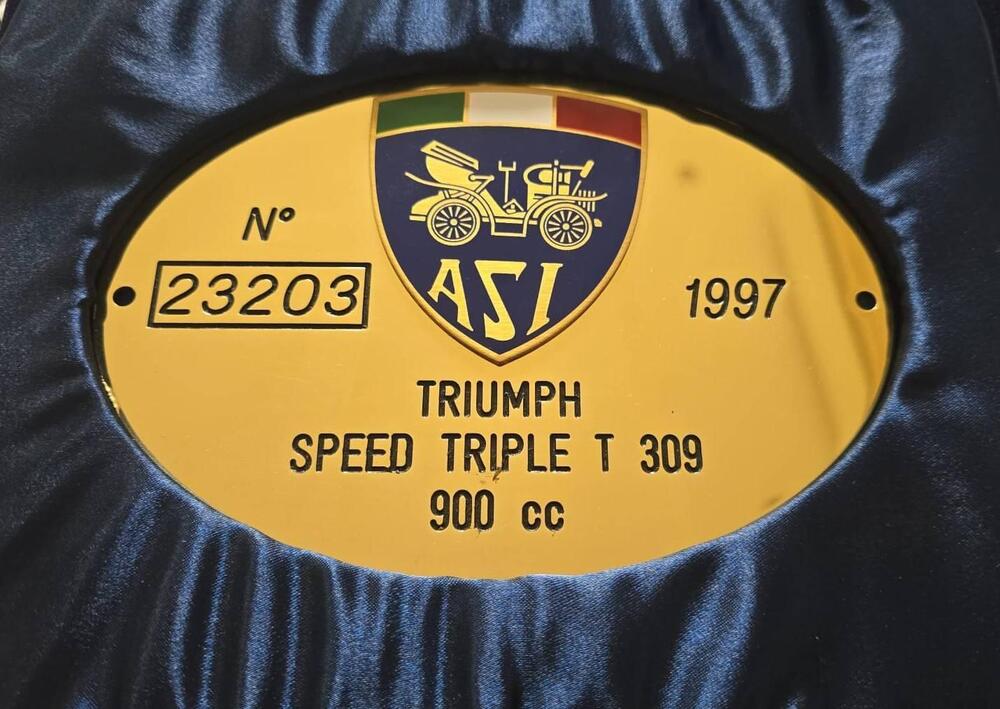 N°
23203
ASI
1997
TRIUMPH
SPEED TRIPLE T 309
900 cc